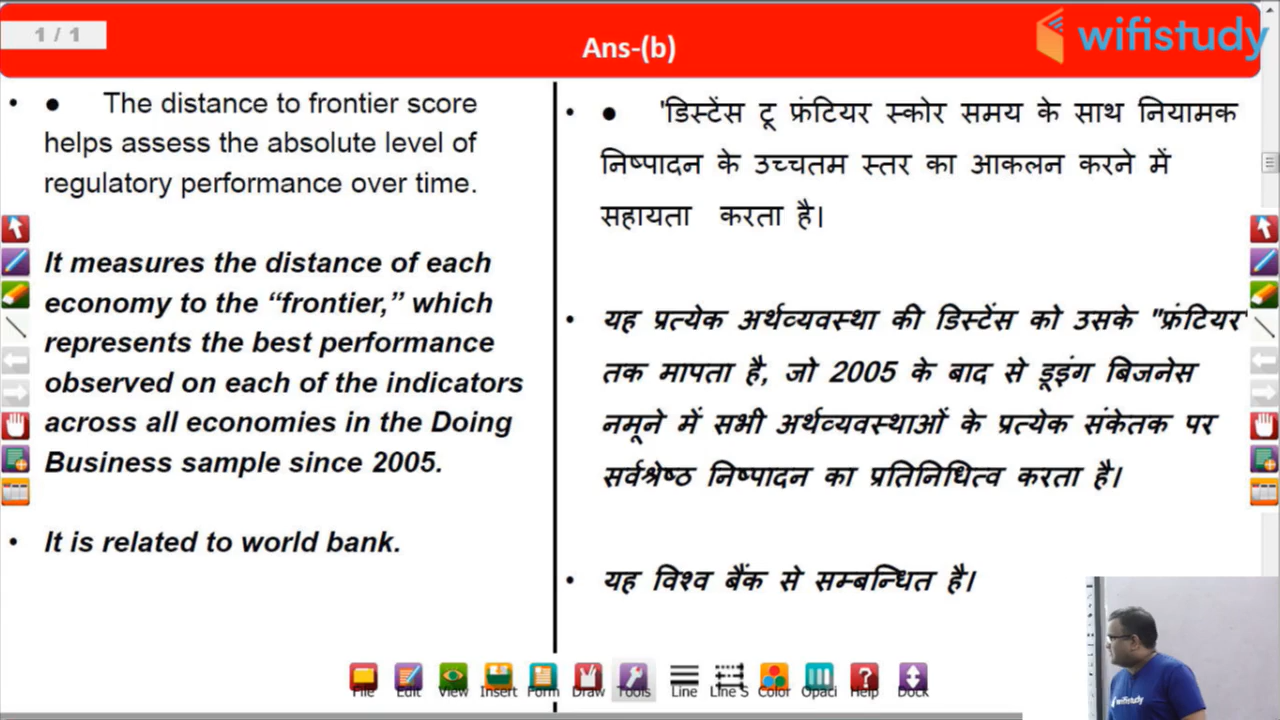 1 / 1
Ans-(b)
wifistudy
• ● The distance to frontier score
helps assess the absolute level of
regulatory performance over time.
It measures the distance of each
economy to the “frontier,” which
represents the best performance
observed on each of the indicators
across all economies in the Doing
Business sample since 2005.
• It is related to world bank.
• ● 'डिस्टेंस टू फ्रंटियर स्कोर समय के साथ नियामक
निष्पादन के उच्चतम स्तर का आकलन करने में
सहायता करता है।
• यह प्रत्येक अर्थव्यवस्था की डिस्टेंस को उसके "फ्रंटियर'
तक मापता है, जो 2005 के बाद से डूइंग बिजनेस
नमूने में सभी अर्थव्यवस्थाओं के प्रत्येक संकेतक पर
सर्वश्रेष्ठ निष्पादन का प्रतिनिधित्व करता है।
• यह विश्व बैंक से सम्बन्धित है।
File Edit View Insert Form Draw Tools Line Line S Color Opaci Help Dock
wifistudy